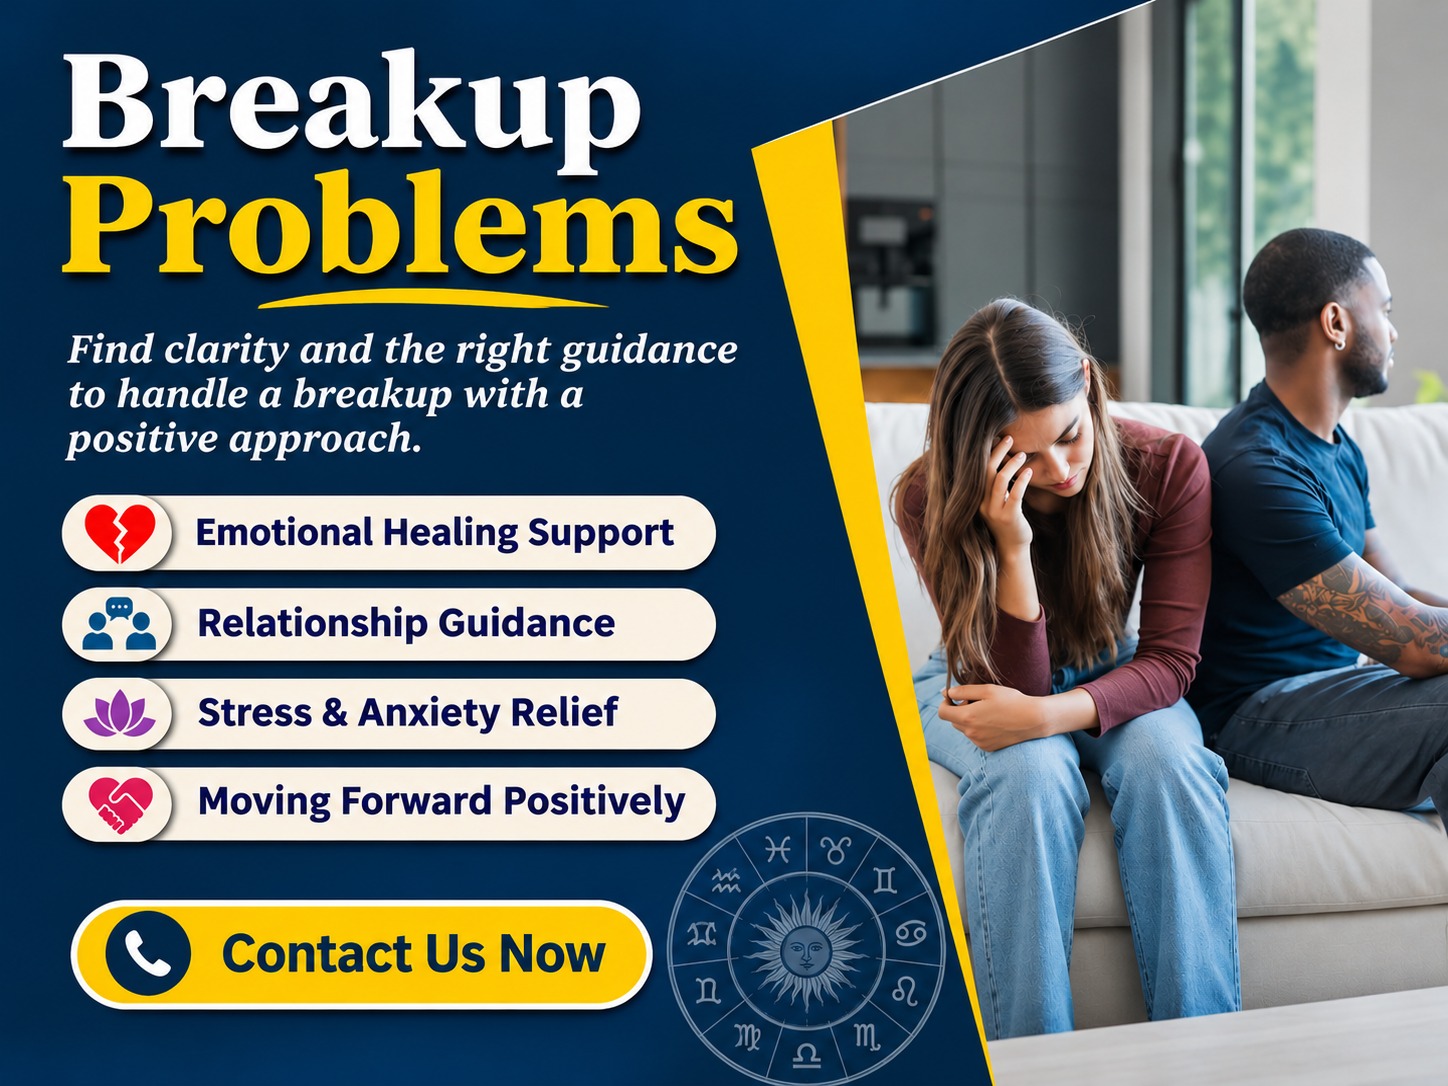 Breakup
Problems
Find clarity and the right guidance
to handle a breakup with a
positive approach.
Emotional Healing Support
Relationship Guidance
Stress & Anxiety Relief
Moving Forward Positively
Contact Us Now